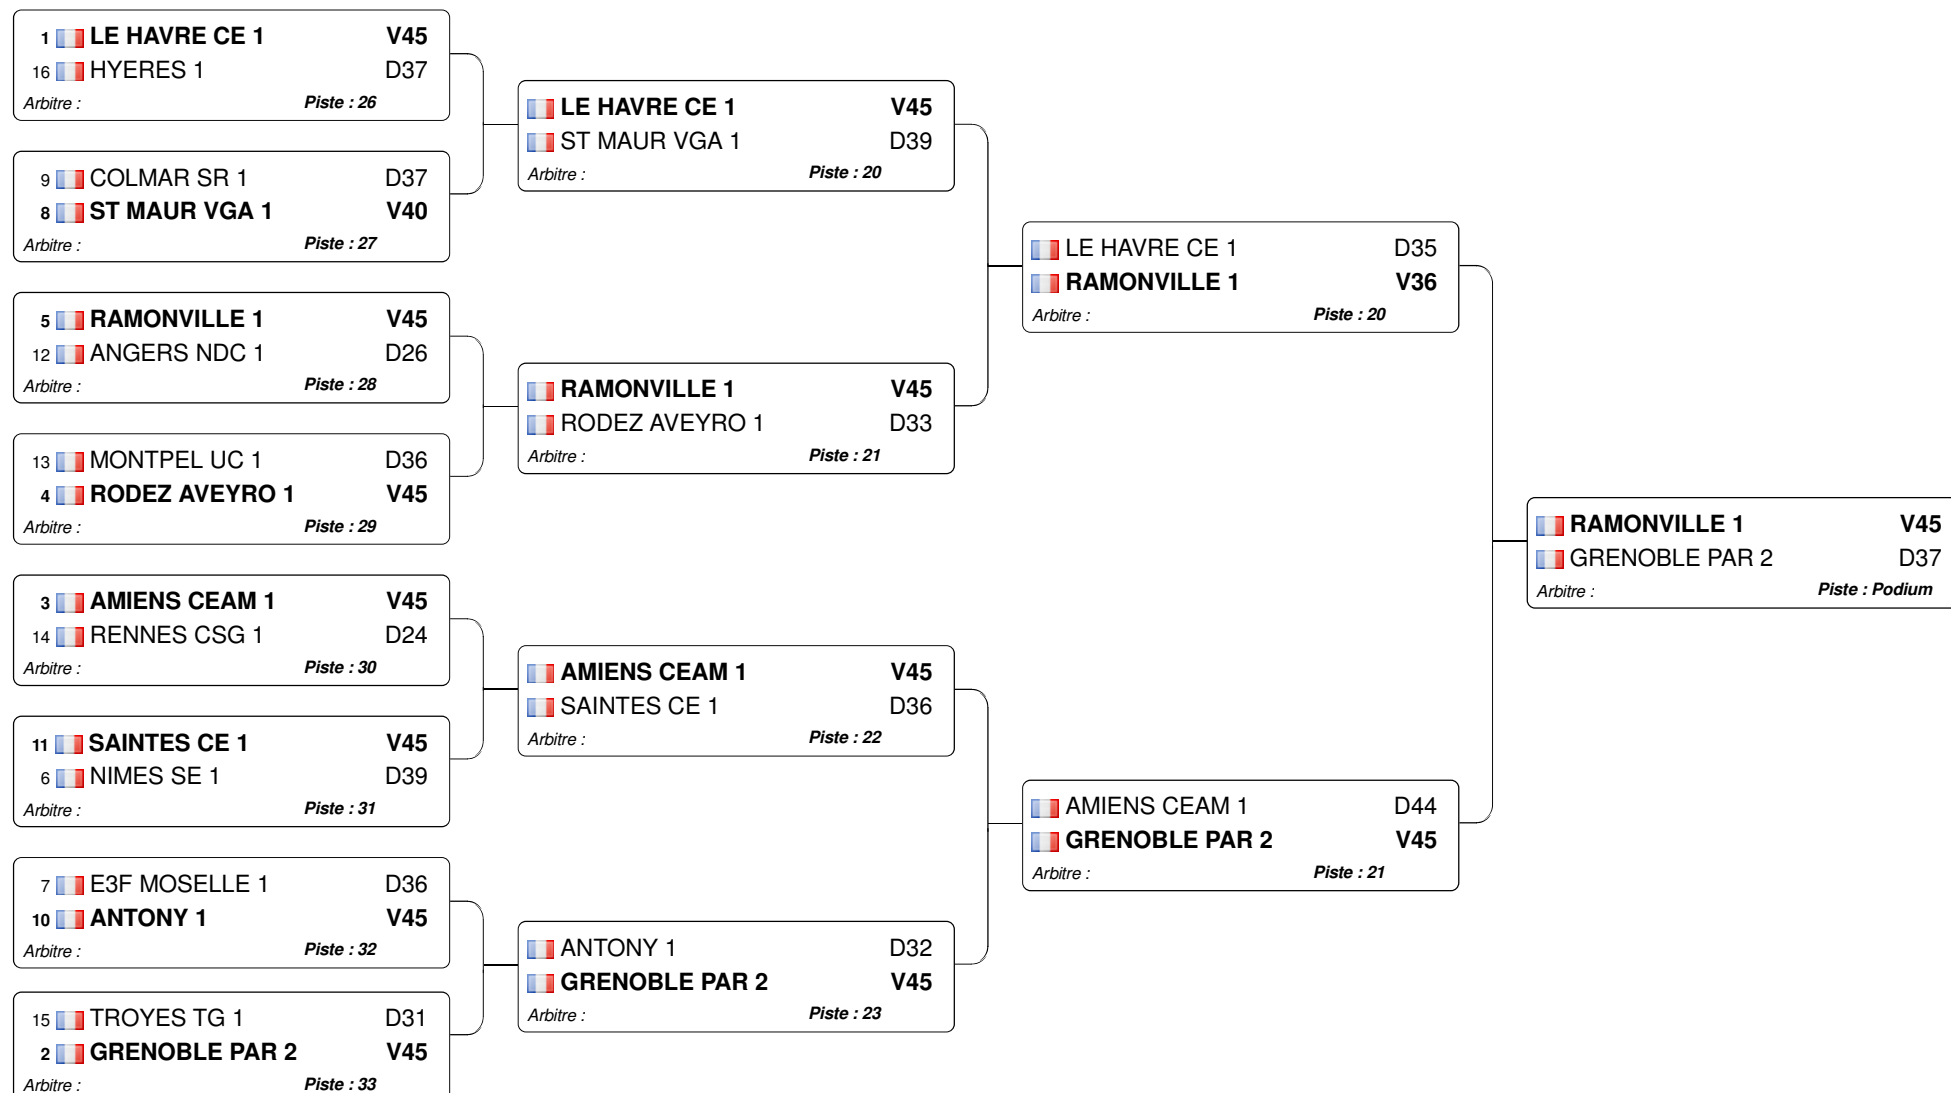 1 LE HAVRE CE 1 V45
16 HYERES 1 D37
Arbitre : Piste : 26
9 COLMAR SR 1 D37
8 ST MAUR VGA 1 V40
Arbitre : Piste : 27
5 RAMONVILLE 1 V45
12 ANGERS NDC 1 D26
Arbitre : Piste : 28
13 MONTPEL UC 1 D36
4 RODEZ AVEYRO 1 V45
Arbitre : Piste : 29
3 AMIENS CEAM 1 V45
14 RENNES CSG 1 D24
Arbitre : Piste : 30
11 SAINTES CE 1 V45
6 NIMES SE 1 D39
Arbitre : Piste : 31
7 E3F MOSELLE 1 D36
10 ANTONY 1 V45
Arbitre : Piste : 32
15 TROYES TG 1 D31
2 GRENOBLE PAR 2 V45
Arbitre : Piste : 33
LE HAVRE CE 1 V45
ST MAUR VGA 1 D39
Arbitre : Piste : 20
RAMONVILLE 1 V45
RODEZ AVEYRO 1 D33
Arbitre : Piste : 21
AMIENS CEAM 1 V45
SAINTES CE 1 D36
Arbitre : Piste : 22
ANTONY 1 D32
GRENOBLE PAR 2 V45
Arbitre : Piste : 23
LE HAVRE CE 1 D35
RAMONVILLE 1 V36
Arbitre : Piste : 20
AMIENS CEAM 1 D44
GRENOBLE PAR 2 V45
Arbitre : Piste : 21
RAMONVILLE 1 V45
GRENOBLE PAR 2 D37
Arbitre : Piste : Podium